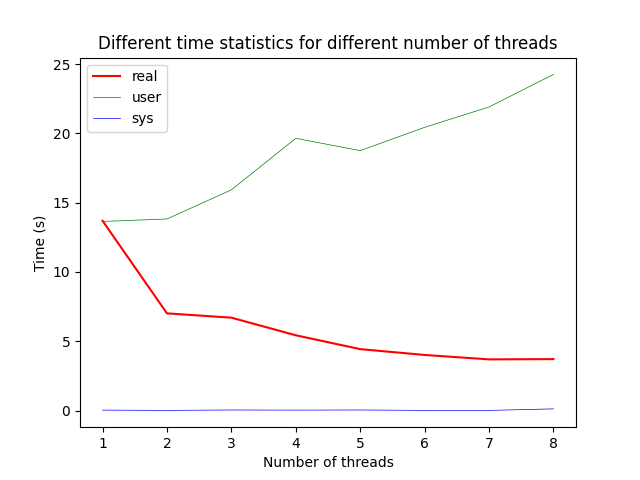 Different time statistics for different number of threads
25
20
15
10
5
0
Time (s)
real
user
sys
1 2 3 4 5 6 7 8
Number of threads